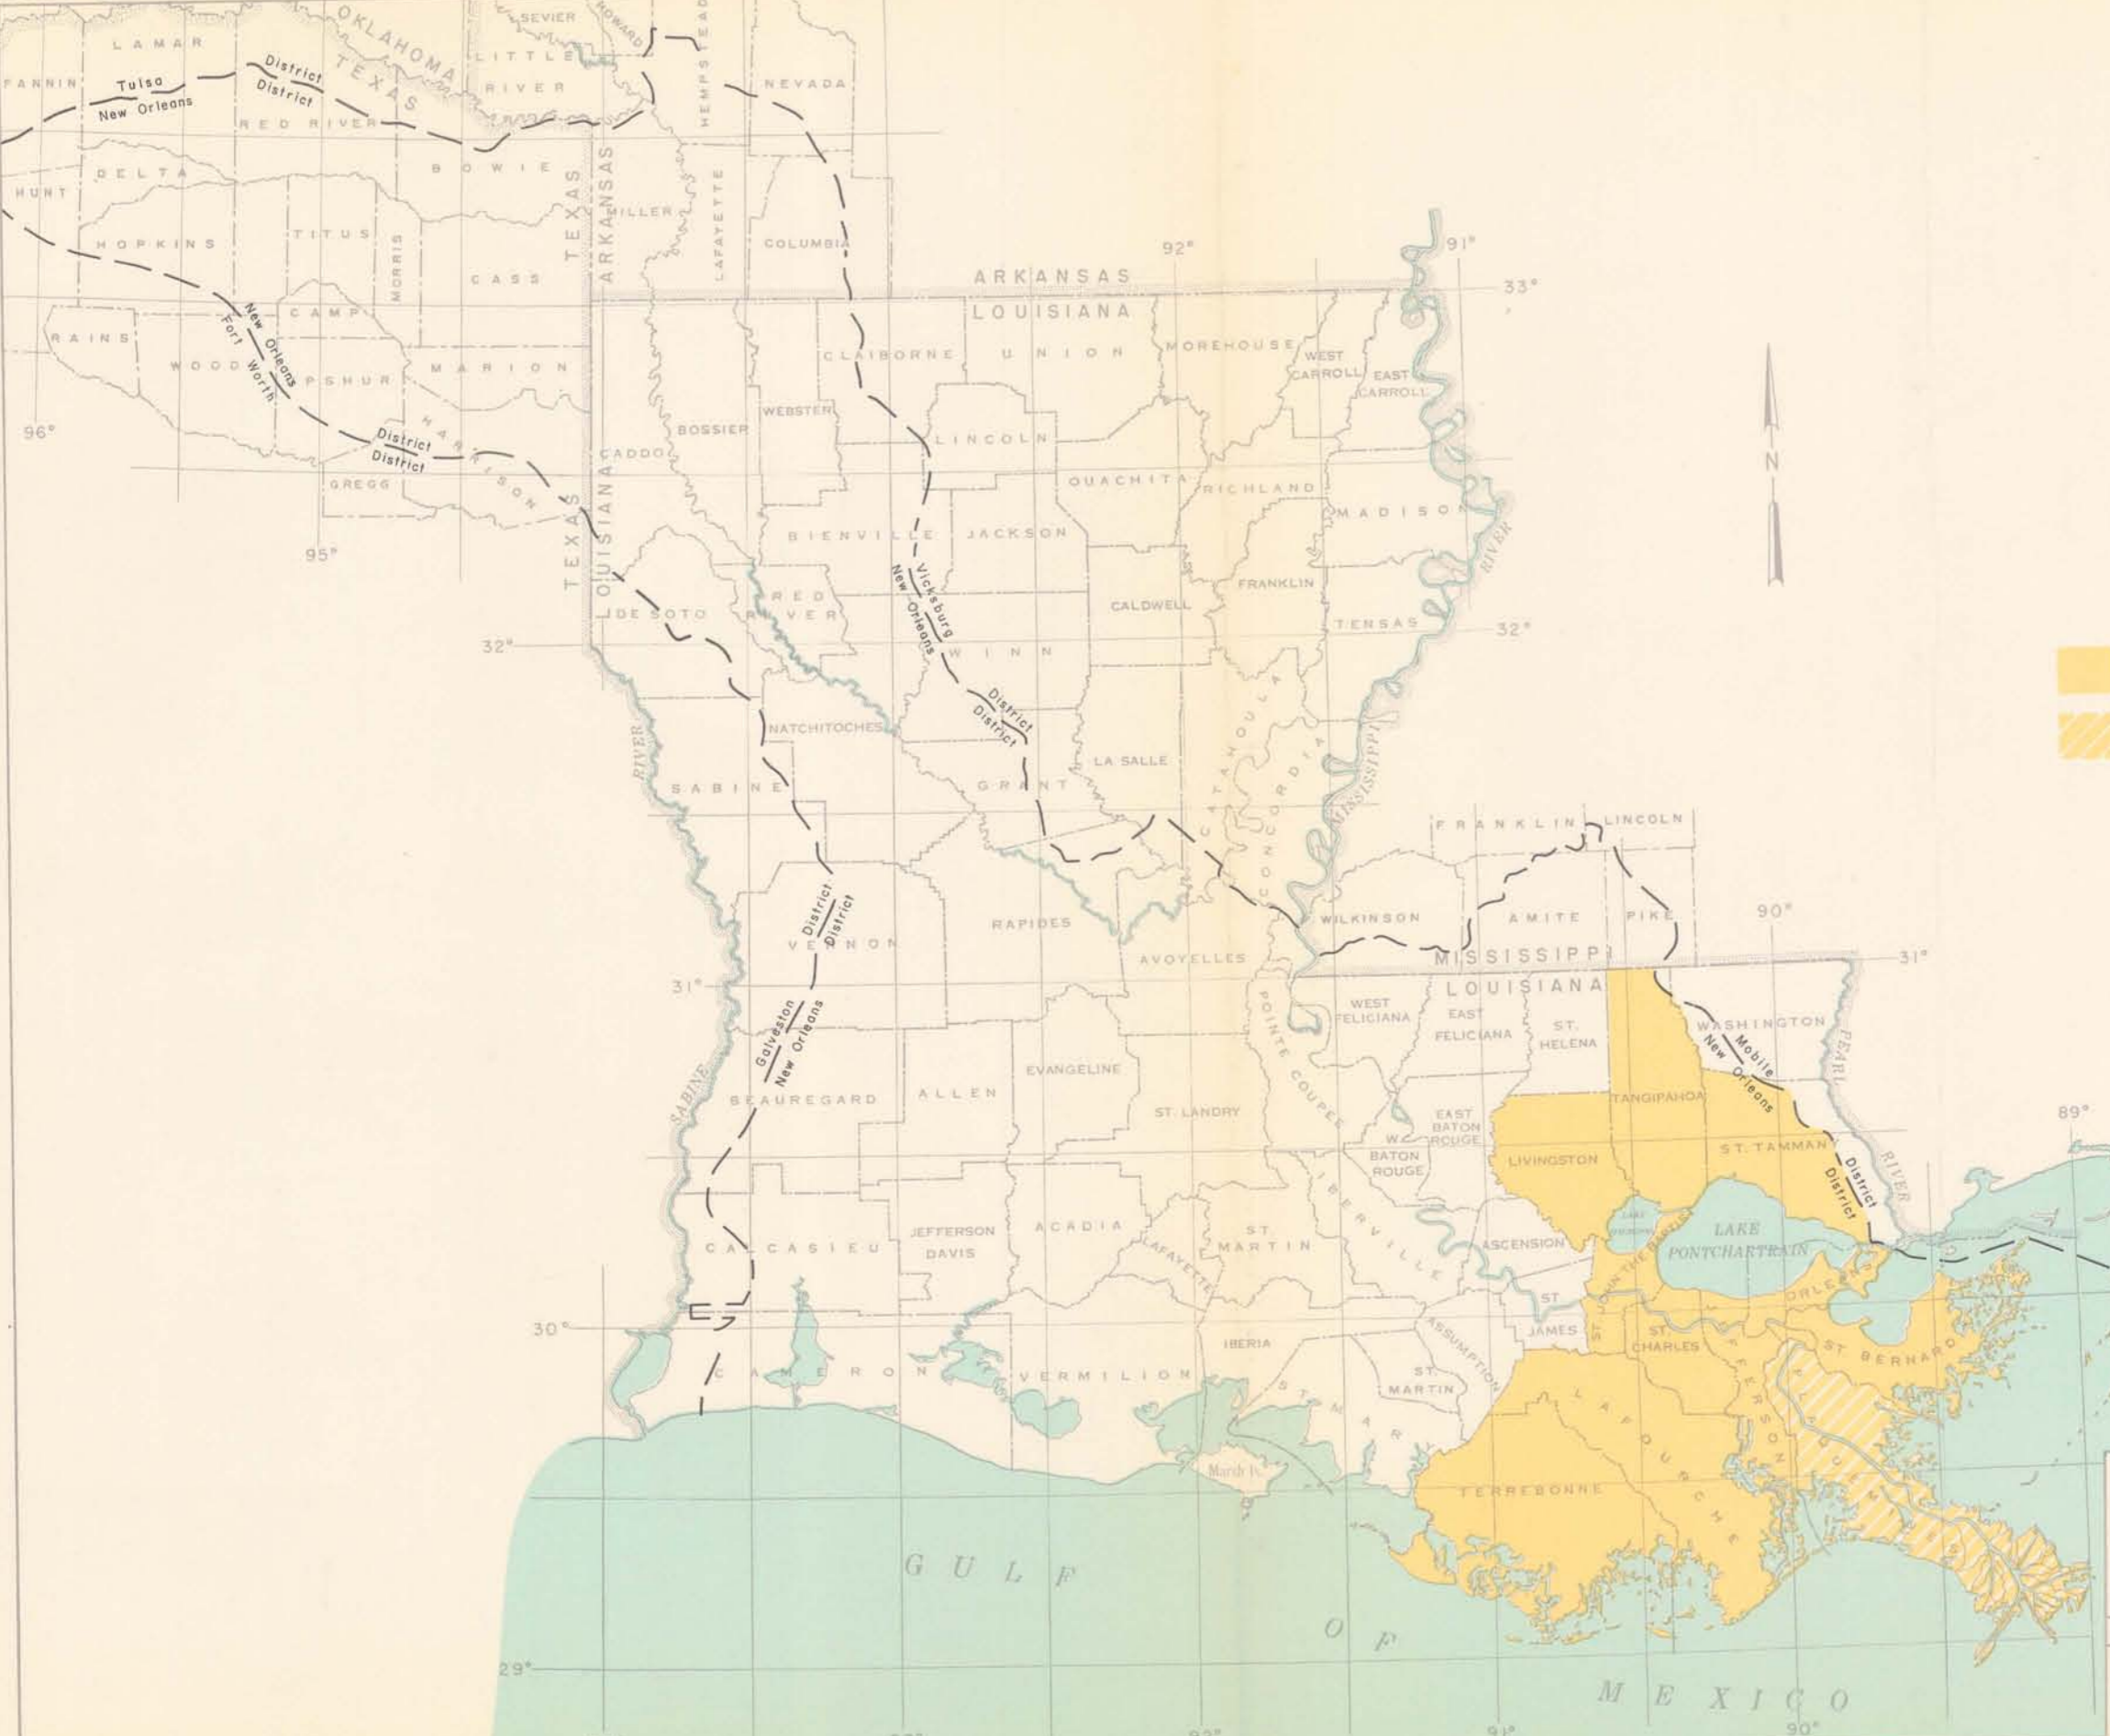 SEVIER
HOWARD
HEMPSTEAD
OKLAHOMA
TEXAS
LAMAR
LITTLE
RIVER
NEVADA
FANNIN
Tulsa District
New Orleans District
RED RIVER
DELTA
BOWIE
HUNT
TEXAS
ARKANSAS
MILLER
LAFAYETTE
HOPKINS
TITUS
MORRIS
COLUMBIA
CASS
92°
91°
ARKANSAS
LOUISIANA
33°
CAMP
RAINS
WOOD
PSHUR
MARION
New Orleans District
Fort Worth District
CLAIBORNE
UNION
MOREHOUSE
WEST
CARROLL
EAST
CARROLL
96°
HARRISON
GREGG
95°
CADDO
BOSSIER
WEBSTER
LINCOLN
OUACHITA
RICHLAND
MADISON
N
BIENVILLE
JACKSON
TEXAS
LOUISIANA
FRANKLIN
CALDWELL
TENSAS
RIVER
DE SOTO
RED
RIVER
Vicksburg District
New Orleans District
WINN
32°
32°
NATCHITOCHES
RIVER
SABINE
GRANT
LA SALLE
CATAHOULA
CONCORDIA
MISSISSIPPI
FRANKLIN
LINCOLN
District
District
VERNON
RAPIDES
AVOYELLES
WILKINSON
AMITE
PIKE
90°
MISSISSIPPI
LOUISIANA
31°
31°
Galveston
New Orleans
POINTE COUPEE
WEST
FELICIANA
EAST
FELICIANA
ST.
HELENA
WASHINGTON
Mobile District
New Orleans District
PEARL
RIVER
SABINE
BEAUREGARD
ALLEN
EVANGELINE
ST. LANDRY
EAST
BATON
ROUGE
W.
BATON
ROUGE
TANGIPAHOA
LIVINGSTON
ST. TAMMANY
89°
CALCASIEU
JEFFERSON
DAVIS
ACADIA
LAFAYETTE
ST.
MARTIN
IBERVILLE
ASCENSION
LAKE
LAKE
PONTCHARTRAIN
ST. JOHN THE BAPTIST
ORLEANS
30°
ST.
JAMES
ST.
CHARLES
JEFFERSON
ST. BERNARD
CAMERON
VERMILION
IBERIA
ASSUMPTION
ST.
MARTIN
ST. MARY
Marsh Is.
TERREBONNE
LAFOURCHE
GULF
OF
MEXICO
29°
92°
91°
90°